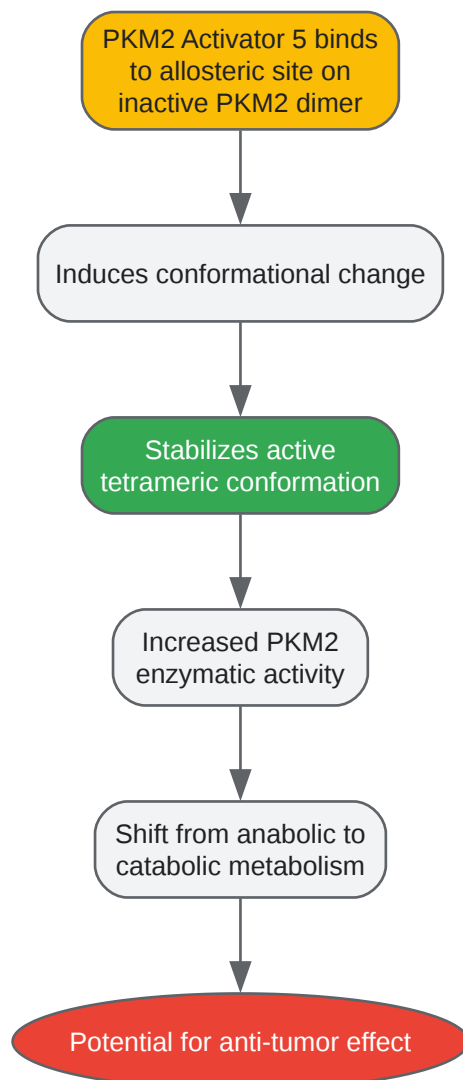 PKM2 Activator 5 binds
to allosteric site on
inactive PKM2 dimer
Induces conformational change
Stabilizes active
tetrameric conformation
Increased PKM2
enzymatic activity
Shift from anabolic to
catabolic metabolism
Potential for anti-tumor effect